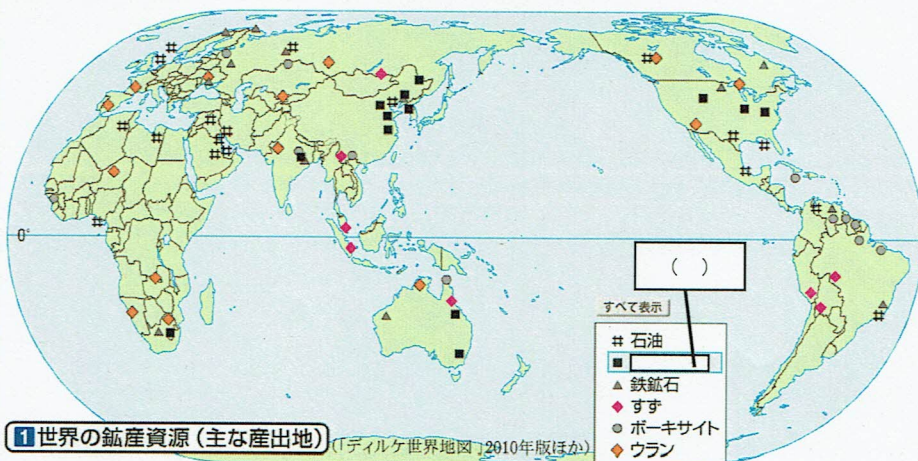 0°
（　）
すべて表示
石油
鉄鉱石
すず
ボーキサイト
ウラン
1 世界の鉱産資源（主な産出地）
（「ディルケ世界地図」2010年版ほか）